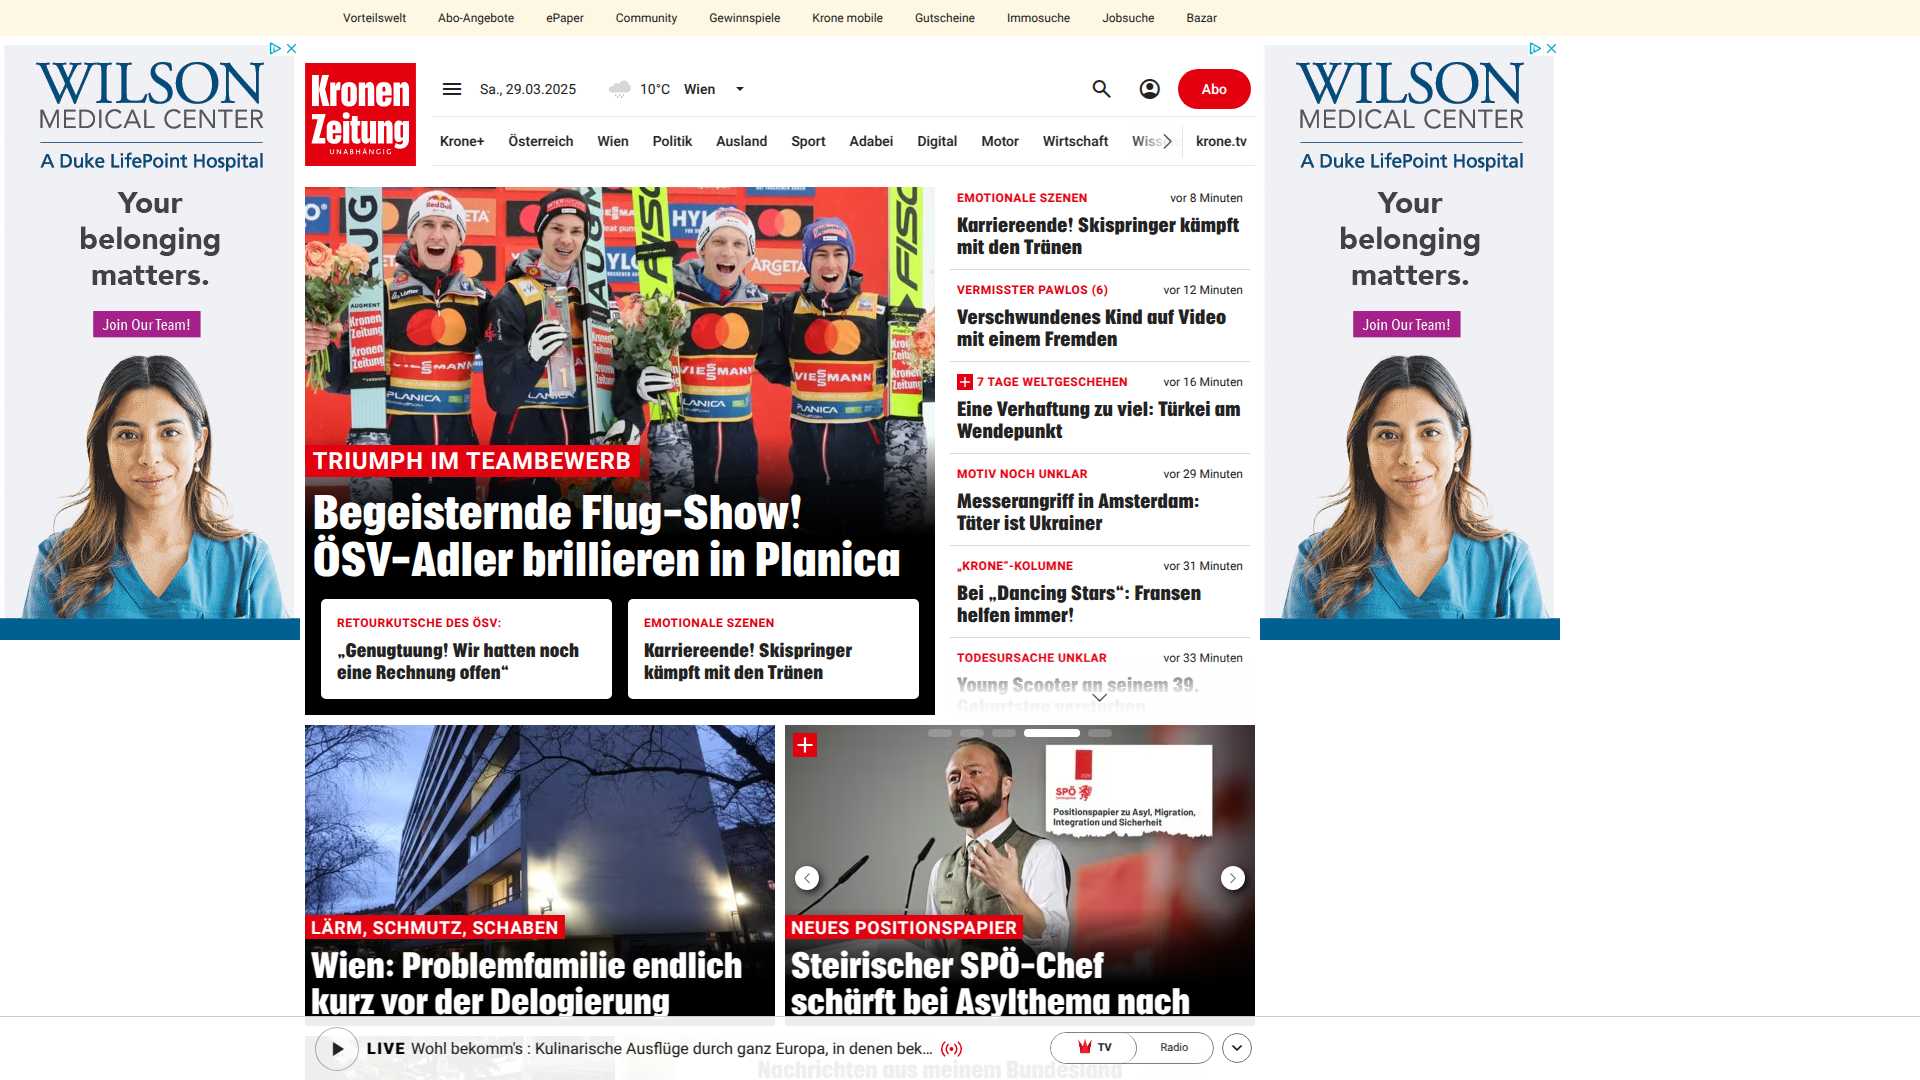 Vorteilswelt Abo-Angebote ePaper Community Gewinnspiele Krone mobile Gutscheine Immosuche Jobsuche Bazar
WILSON
MEDICAL CENTER
A Duke LifePoint Hospital
Your
belonging
matters.
Join Our Team!
Kronen
Zeitung
UNABHÄNGIG
Sa., 29.03.2025 10°C Wien
Abo
Krone+ Österreich Wien Politik Ausland Sport Adabei Digital Motor Wirtschaft Wiss krone.tv
TRIUMPH IM TEAMBEWERB
Begeisternde Flug-Show!
ÖSV-Adler brillieren in Planica
RETOURKUTSCHE DES ÖSV:
„Genugtuung! Wir hatten noch
eine Rechnung offen“
EMOTIONALE SZENEN
Karriereende! Skispringer
kämpft mit den Tränen
EMOTIONALE SZENEN vor 8 Minuten
Karriereende! Skispringer kämpft
mit den Tränen
VERMISSTER PAWLOS (6) vor 12 Minuten
Verschwundenes Kind auf Video
mit einem Fremden
7 TAGE WELTGESCHEHEN vor 16 Minuten
Eine Verhaftung zu viel: Türkei am
Wendepunkt
MOTIV NOCH UNKLAR vor 29 Minuten
Messerangriff in Amsterdam:
Täter ist Ukrainer
„KRONE“-KOLUMNE vor 31 Minuten
Bei „Dancing Stars“: Fransen
helfen immer!
TODESURSACHE UNKLAR vor 33 Minuten
Young Scooter an seinem 39.
Geburtstag verstorben
WILSON
MEDICAL CENTER
A Duke LifePoint Hospital
Your
belonging
matters.
Join Our Team!
LÄRM, SCHMUTZ, SCHABEN
Wien: Problemfamilie endlich
kurz vor der Delogierung
SPÖ
Positionspapier zu Asyl, Migration,
Integration und Sicherheit
NEUES POSITIONSPAPIER
Steirischer SPÖ-Chef
schärft bei Asylthema nach
LIVE Wohl bekomm's : Kulinarische Ausflüge durch ganz Europa, in denen bek...
TV Radio
Nachrichten aus meinem Bundesland